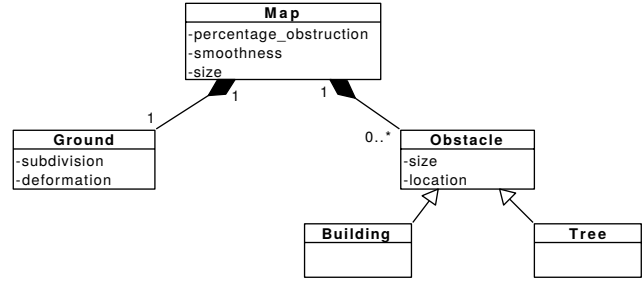 Map
-percentage_obstruction
-smoothness
-size
1
1
1
0..*
Ground
-subdivision
-deformation
Obstacle
-size
-location
Building
Tree